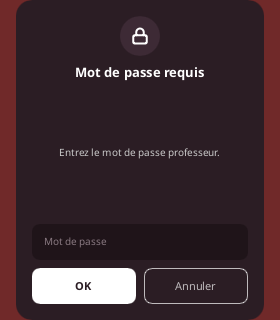 Mot de passe requis
Entrez le mot de passe professeur.
Mot de passe
OK
Annuler